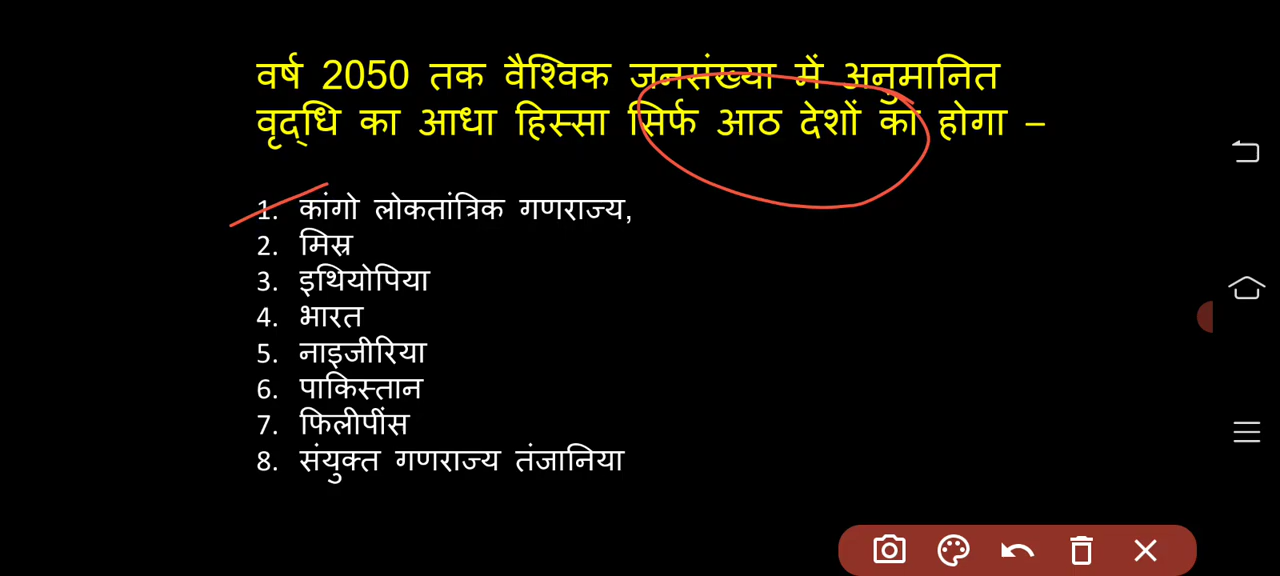 वर्ष 2050 तक वैश्विक जनसंख्या में अनुमानित
वृद्धि का आधा हिस्सा सिर्फ आठ देशों का होगा –
1. कांगो लोकतांत्रिक गणराज्य,
2. मिस्र
3. इथियोपिया
4. भारत
5. नाइजीरिया
6. पाकिस्तान
7. फिलीपींस
8. संयुक्त गणराज्य तंजानिया